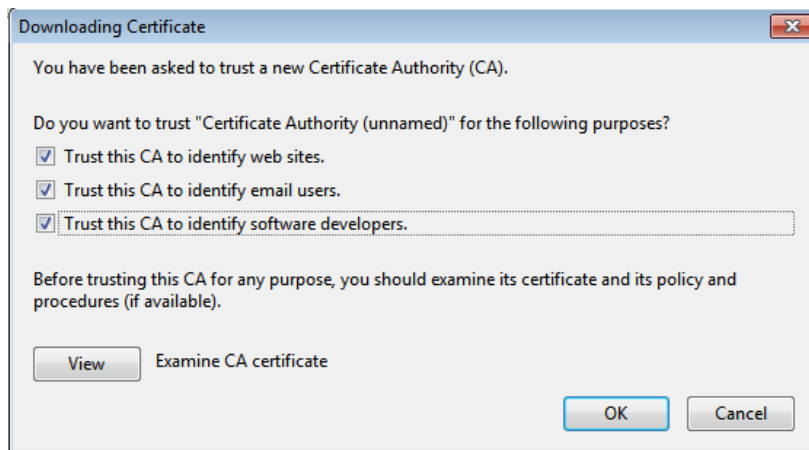 Downloading Certificate
You have been asked to trust a new Certificate Authority (CA).
Do you want to trust "Certificate Authority (unnamed)" for the following purposes?
Trust this CA to identify web sites.
Trust this CA to identify email users.
Trust this CA to identify software developers.
Before trusting this CA for any purpose, you should examine its certificate and its policy and
procedures (if available).
View Examine CA certificate
OK Cancel